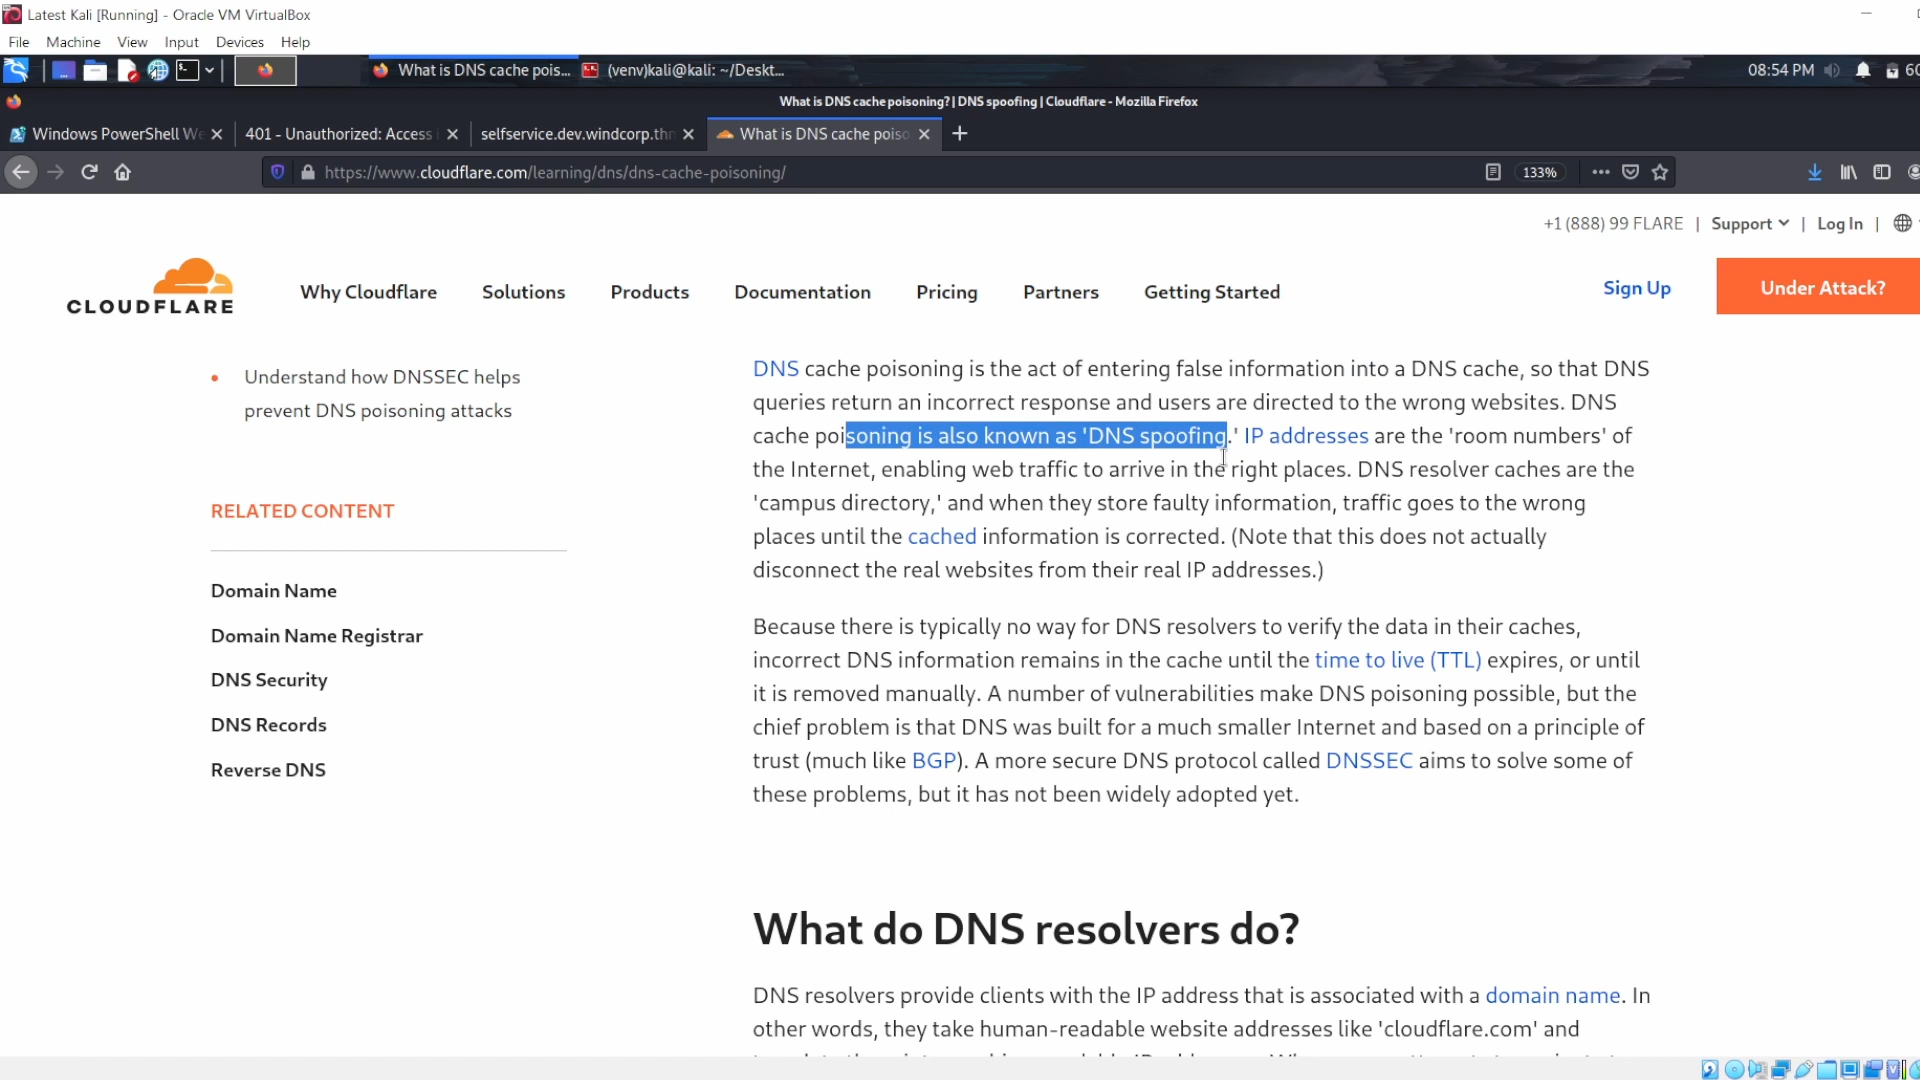 Latest Kali [Running] - Oracle VM VirtualBox
File Machine View Input Devices Help
What is DNS cache pois... (venv)kali@kali: ~/Deskt... 08:54 PM 60
What is DNS cache poisoning? | DNS spoofing | Cloudflare - Mozilla Firefox
Windows PowerShell We 401 - Unauthorized: Access selfservice.dev.windcorp.thm What is DNS cache poiso
https://www.cloudflare.com/learning/dns/dns-cache-poisoning/ 133%
+1 (888) 99 FLARE | Support | Log In |
CLOUDFLARE Why Cloudflare Solutions Products Documentation Pricing Partners Getting Started Sign Up Under Attack?
Understand how DNSSEC helps
prevent DNS poisoning attacks
RELATED CONTENT
Domain Name
Domain Name Registrar
DNS Security
DNS Records
Reverse DNS
DNS cache poisoning is the act of entering false information into a DNS cache, so that DNS
queries return an incorrect response and users are directed to the wrong websites. DNS
cache poisoning is also known as 'DNS spoofing.' IP addresses are the 'room numbers' of
the Internet, enabling web traffic to arrive in the right places. DNS resolver caches are the
'campus directory,' and when they store faulty information, traffic goes to the wrong
places until the cached information is corrected. (Note that this does not actually
disconnect the real websites from their real IP addresses.)
Because there is typically no way for DNS resolvers to verify the data in their caches,
incorrect DNS information remains in the cache until the time to live (TTL) expires, or until
it is removed manually. A number of vulnerabilities make DNS poisoning possible, but the
chief problem is that DNS was built for a much smaller Internet and based on a principle of
trust (much like BGP). A more secure DNS protocol called DNSSEC aims to solve some of
these problems, but it has not been widely adopted yet.
What do DNS resolvers do?
DNS resolvers provide clients with the IP address that is associated with a domain name. In
other words, they take human-readable website addresses like 'cloudflare.com' and